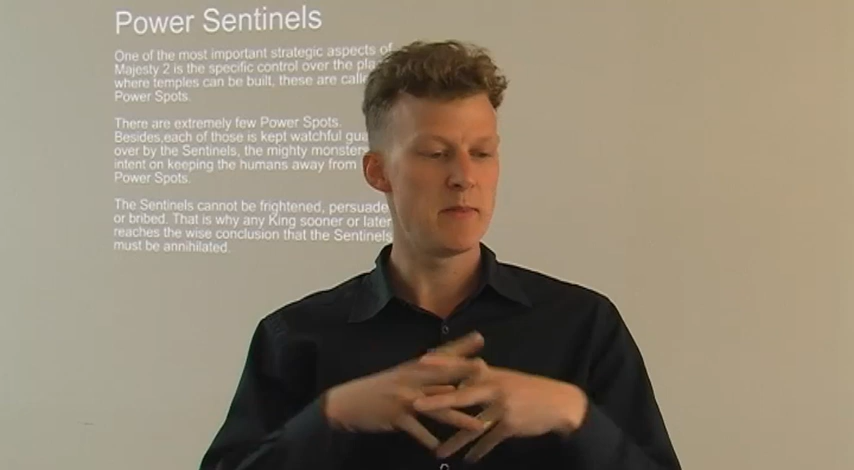 Power Sentinels
One of the most important strategic aspects of
Majesty 2 is the specific control over the
where temples can be built, these are
Power Spots.
There are extremely few Power Spots.
Besides,each of those is kept watchful
over by the Sentinels, the mighty monsters
intent on keeping the humans away from
Power Spots.
The Sentinels cannot be frightened,
or bribed. That is why any King sooner or later
reaches the wise conclusion that the Sentinels
must be annihilated.